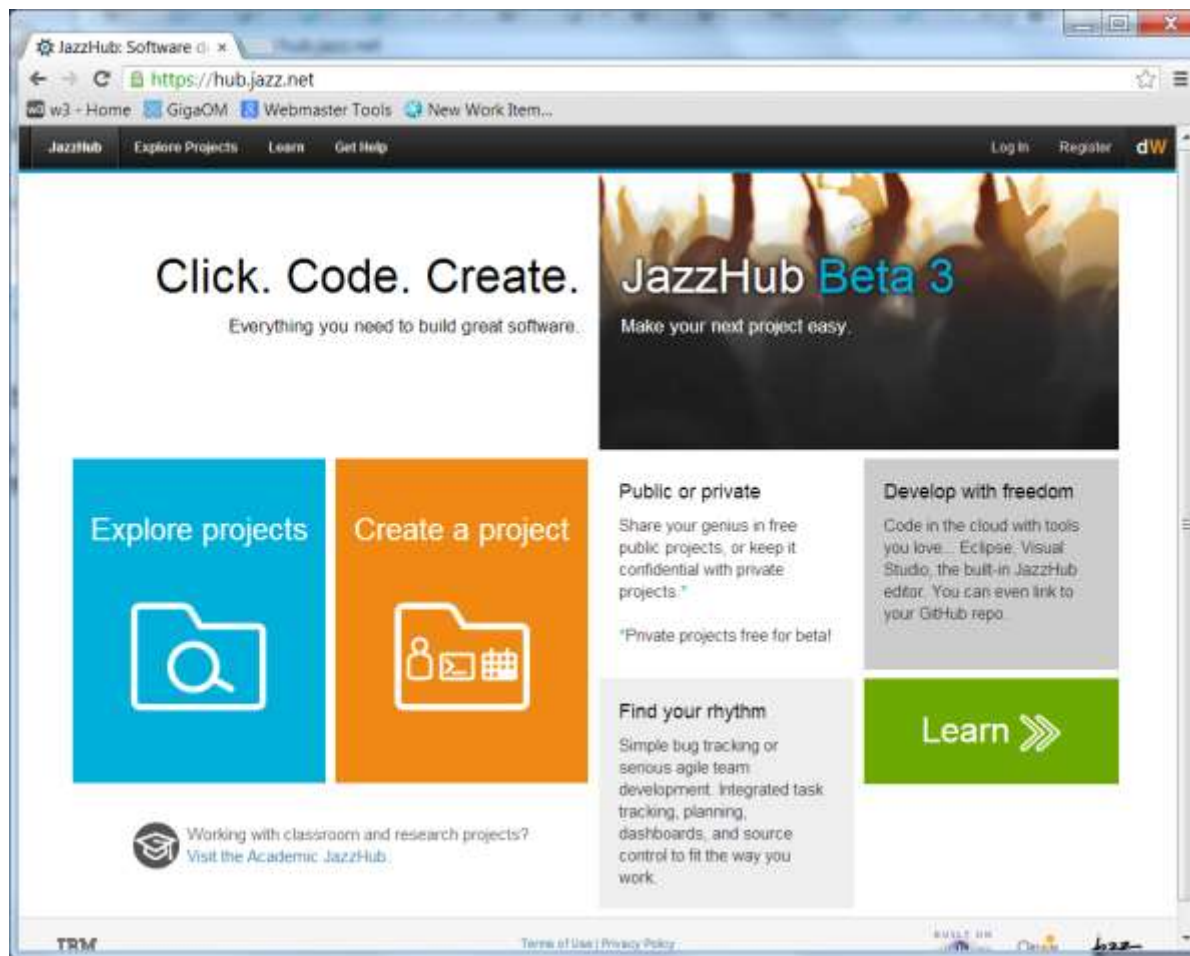 JazzHub: Software d
https://hub.jazz.net
w3 - Home GigaOM Webmaster Tools New Work Item...
JazzHub Explore Projects Learn Get Help Log In Register dW
Click. Code. Create.
Everything you need to build great software.
JazzHub Beta 3
Make your next project easy.
Explore projects
Create a project
Public or private
Share your genius in free
public projects, or keep it
confidential with private
projects.*
*Private projects free for beta!
Develop with freedom
Code in the cloud with tools
you love... Eclipse, Visual
Studio, the built-in JazzHub
editor. You can even link to
your GitHub repo.
Find your rhythm
Simple bug tracking or
serious agile team
development. Integrated task
tracking, planning,
dashboards, and source
control to fit the way you
work.
Learn
Working with classroom and research projects?
Visit the Academic JazzHub.
IBM
Terms of Use | Privacy Policy
BUILT ON